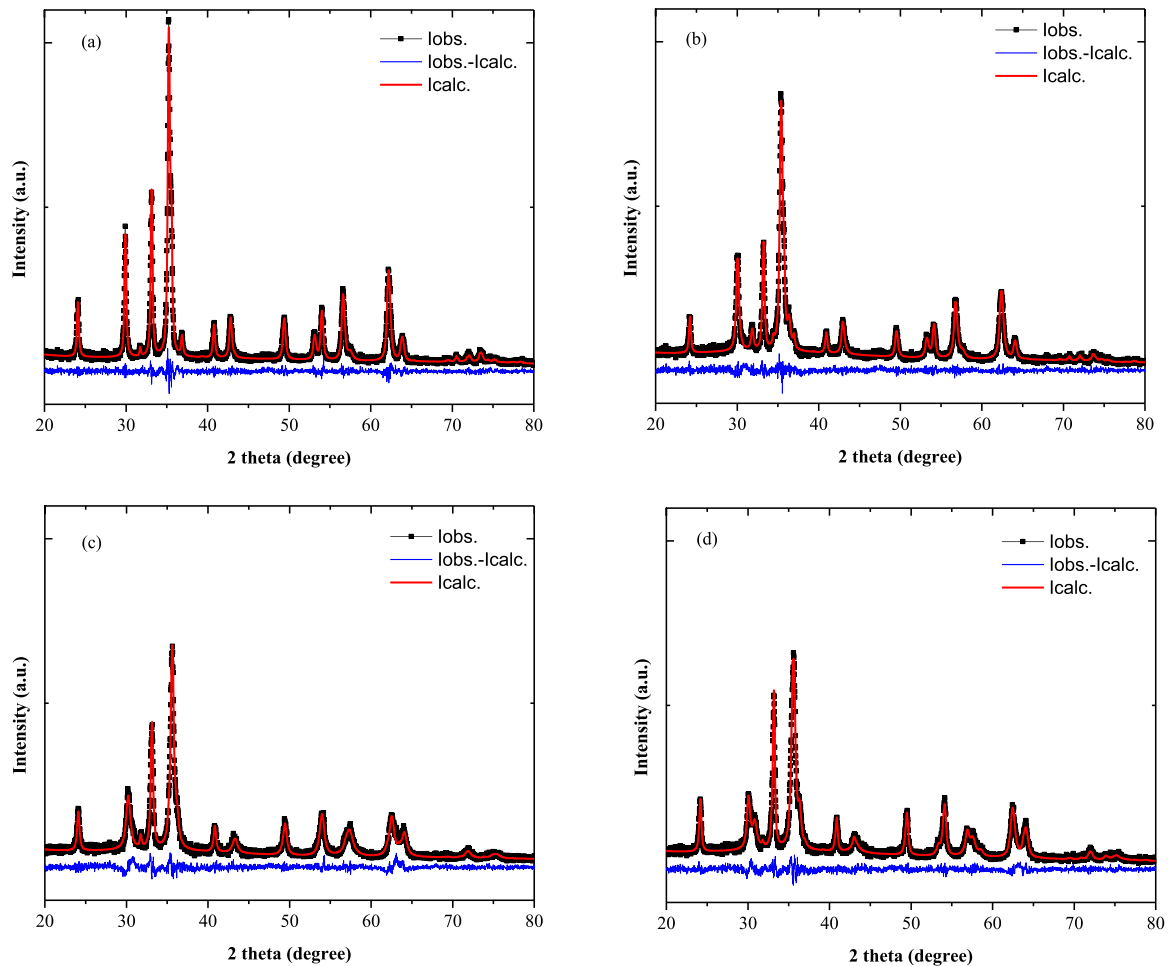 (a)
Iobs.
Iobs.-Icalc.
Icalc.
Intensity (a.u.)
20 30 40 50 60 70 80
2 theta (degree)
(b)
Iobs.
Iobs.-Icalc.
Icalc.
Intensity (a.u.)
20 30 40 50 60 70 80
2 theta (degree)
(c)
Iobs.
Iobs.-Icalc.
Icalc.
Intensity (a.u.)
20 30 40 50 60 70 80
2 theta (degree)
(d)
Iobs.
Iobs.-Icalc.
Icalc.
Intensity (a.u.)
20 30 40 50 60 70 80
2 theta (degree)